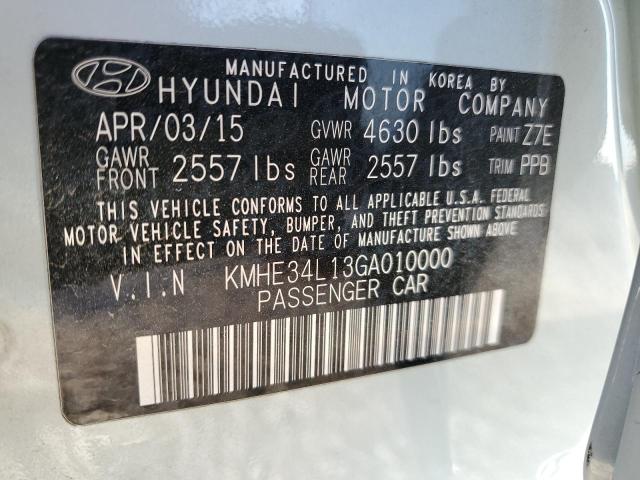 MANUFACTURED IN KOREA BY
HYUNDAI MOTOR COMPANY
APR/03/15 GVWR 4630 lbs PAINT Z7E
GAWR FRONT 2557 lbs GAWR REAR 2557 lbs TRIM PPB
THIS VEHICLE CONFORMS TO ALL APPLICABLE U.S.A. FEDERAL
MOTOR VEHICLE SAFETY, BUMPER, AND THEFT PREVENTION STANDARDS
IN EFFECT ON THE DATE OF MANUFACTURE SHOWN ABOVE
V.I.N KMHE34L13GA010000
PASSENGER CAR